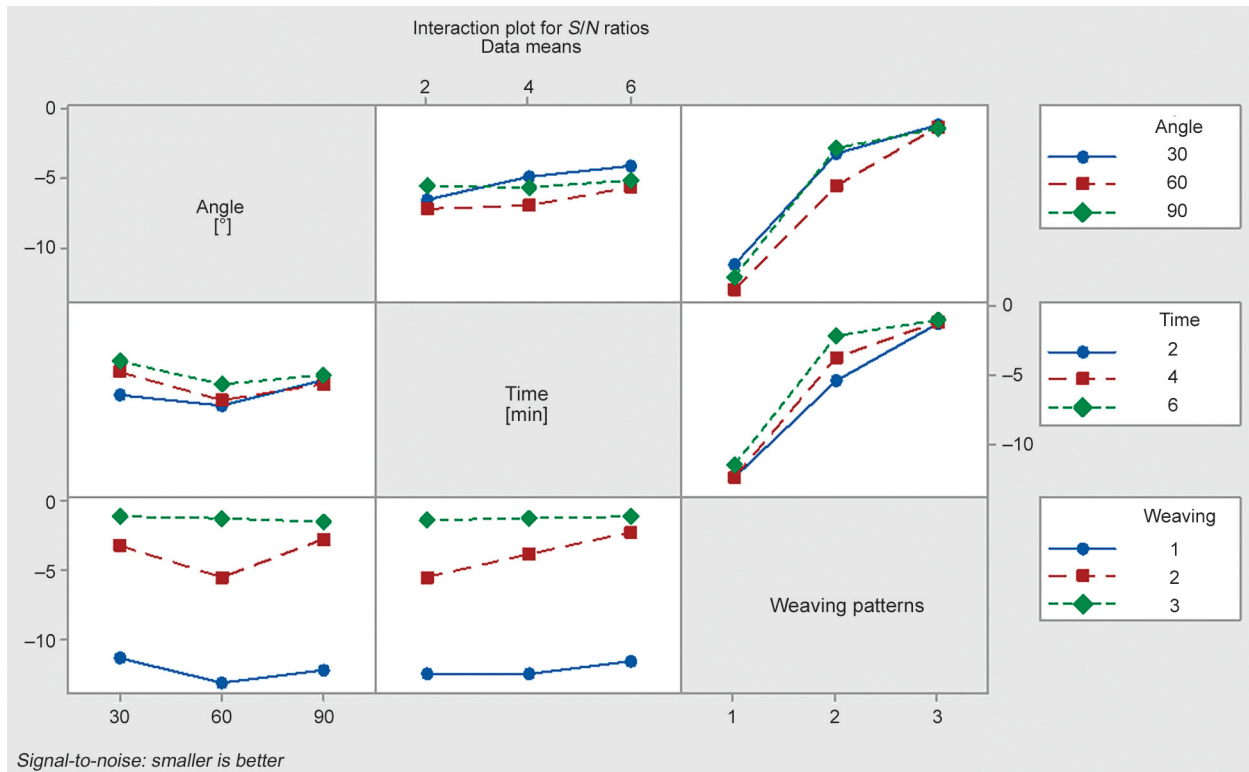 Interaction plot for S/N ratios
Data means
2 4 6
0
–5
–10
Angle
[°]
Angle
30
60
90
0
–5
–10
Time
[min]
Time
2
4
6
0
–5
–10
Weaving patterns
Weaving
1
2
3
30 60 90
1 2 3
Signal-to-noise: smaller is better